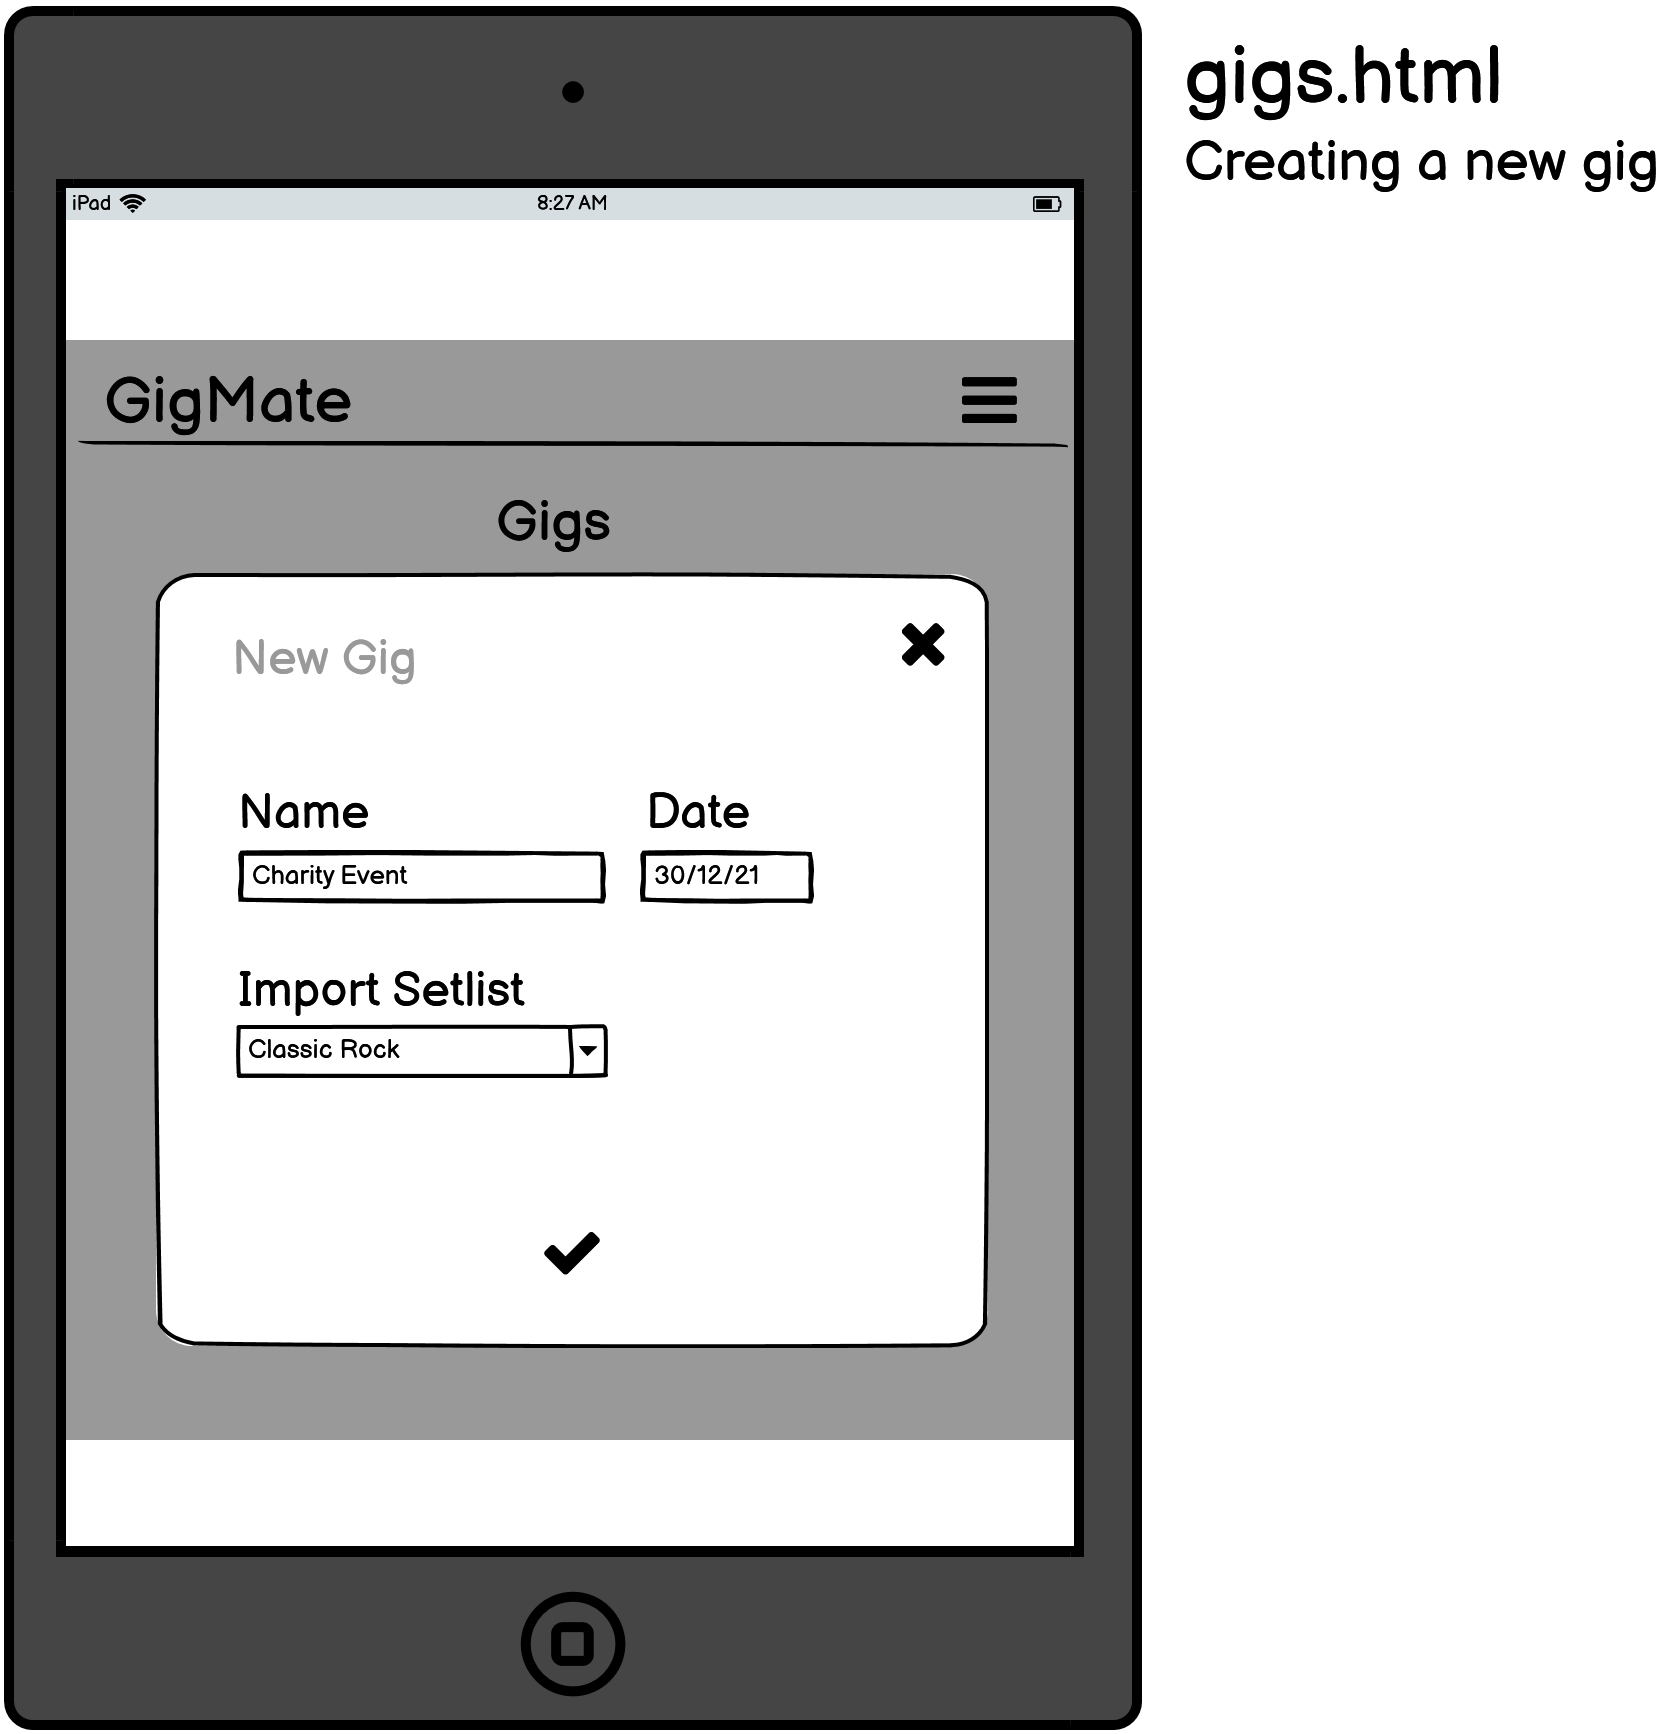 gigs.html
Creating a new gig
iPad 8:27 AM
GigMate
Gigs
New Gig
Name Date
Charity Event 30/12/21
Import Setlist
Classic Rock